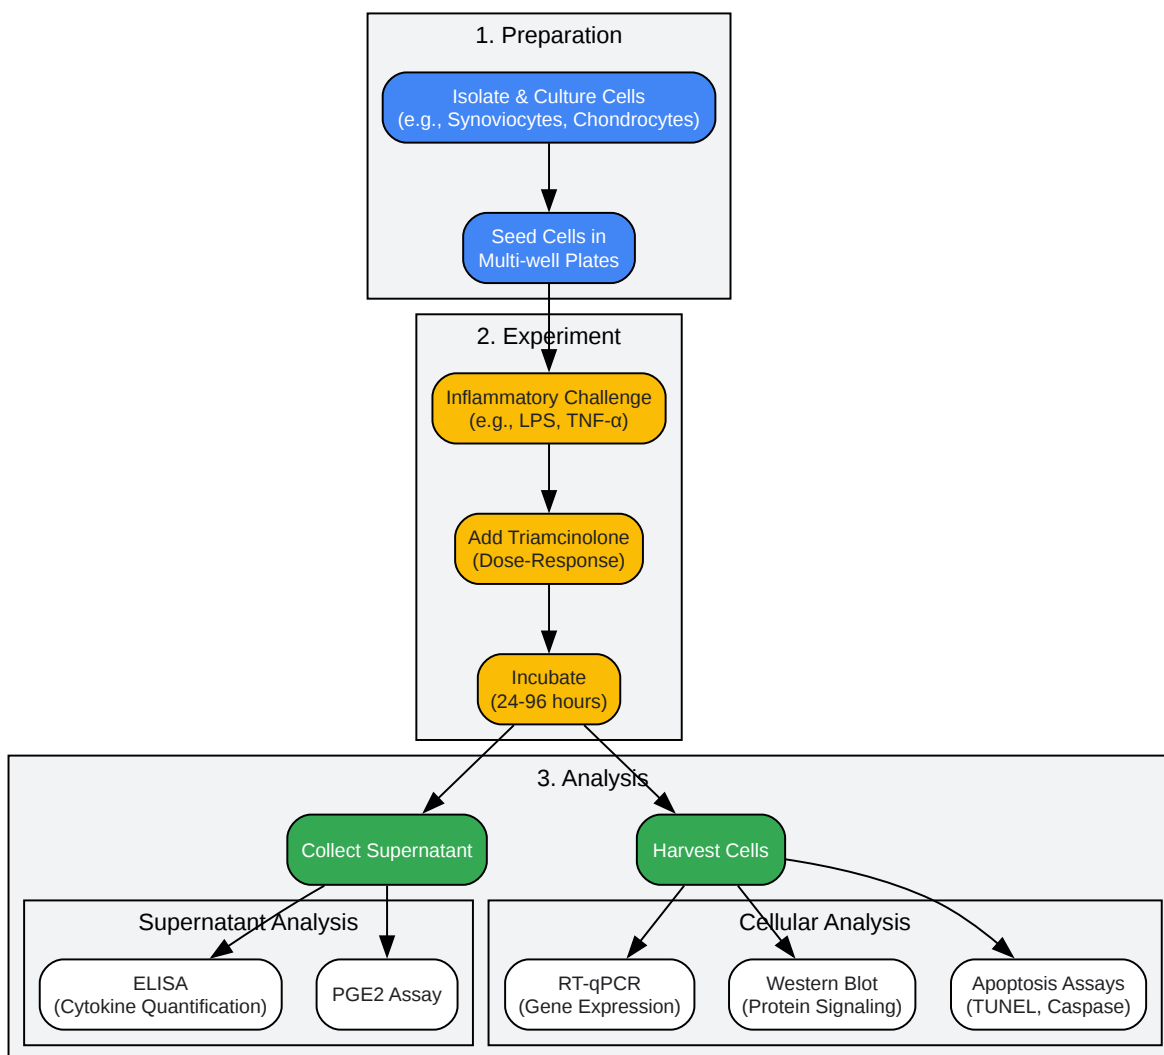 1. Preparation
Isolate & Culture Cells
(e.g., Synoviocytes, Chondrocytes)
Seed Cells in
Multi-well Plates
2. Experiment
Inflammatory Challenge
(e.g., LPS, TNF-α)
Add Triamcinolone
(Dose-Response)
Incubate
(24-96 hours)
3. Analysis
Collect Supernatant
Harvest Cells
Supernatant Analysis
ELISA
(Cytokine Quantification)
PGE2 Assay
Cellular Analysis
RT-qPCR
(Gene Expression)
Western Blot
(Protein Signaling)
Apoptosis Assays
(TUNEL, Caspase)